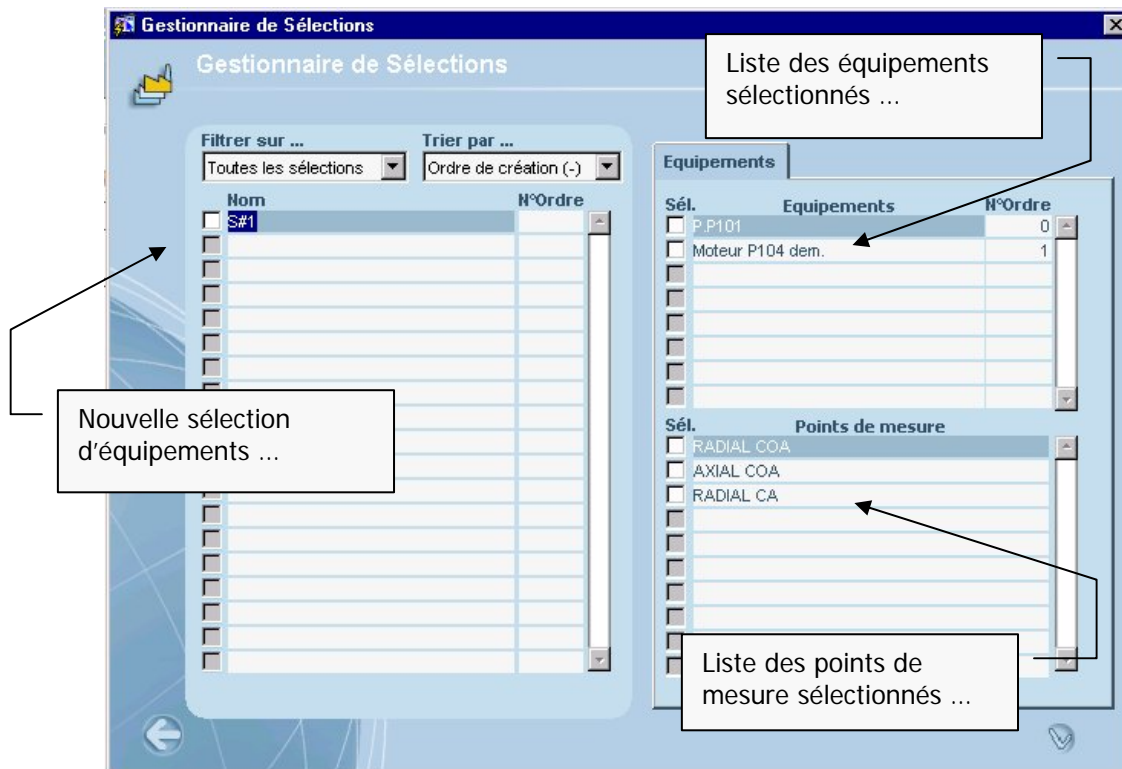 Gestionnaire de Sélections
Gestionnaire de Sélections
Liste des équipements
sélectionnés ...
Filtrer sur ...
Trier par ...
Toutes les sélections
Ordre de création (-)
Nom
N°Ordre
S#1
Equipements
Sél.
Equipements
N°Ordre
P.P101
0
Moteur P104 dem.
1
Nouvelle sélection
d'équipements ...
Sél.
Points de mesure
RADIAL COA
AXIAL COA
RADIAL CA
Liste des points de
mesure sélectionnés ...